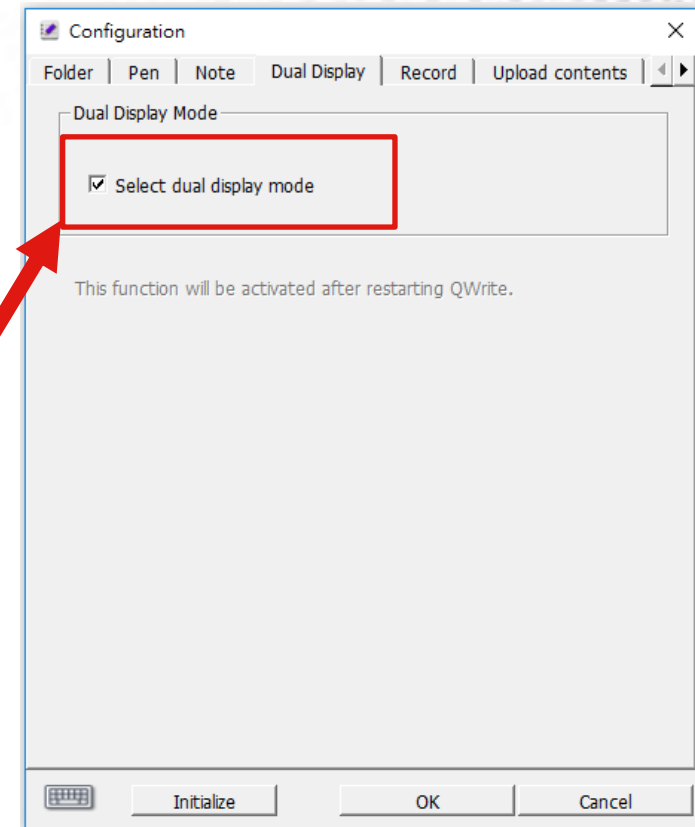 Configuration
Folder Pen Note Dual Display Record Upload contents
Dual Display Mode
Select dual display mode
This function will be activated after restarting QWrite.
Initialize OK Cancel